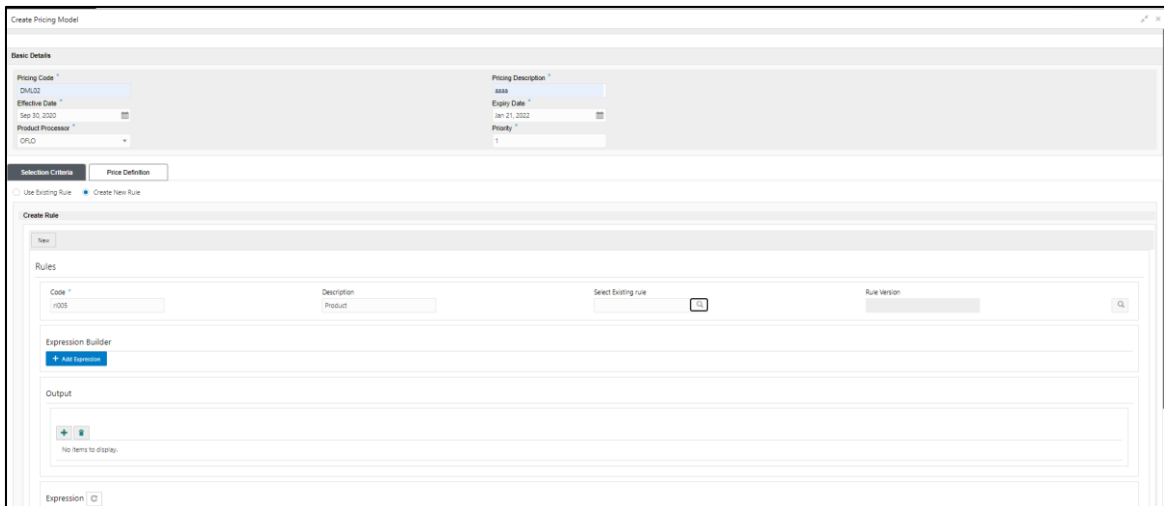 Create Pricing Model
Basic Details
Pricing Code *
Pricing Description *
DML02
aaaa
Effective Date *
Expiry Date *
Sep 30, 2020
Jan 21, 2022
Product Processor *
Priority *
OFLO
1
Selection Criteria
Price Definition
Use Existing Rule
Create New Rule
Create Rule
New
Rules
Code *
Description
Select Existing rule
Rule Version
rl005
Product
Expression Builder
+ Add Expression
Output
No items to display.
Expression